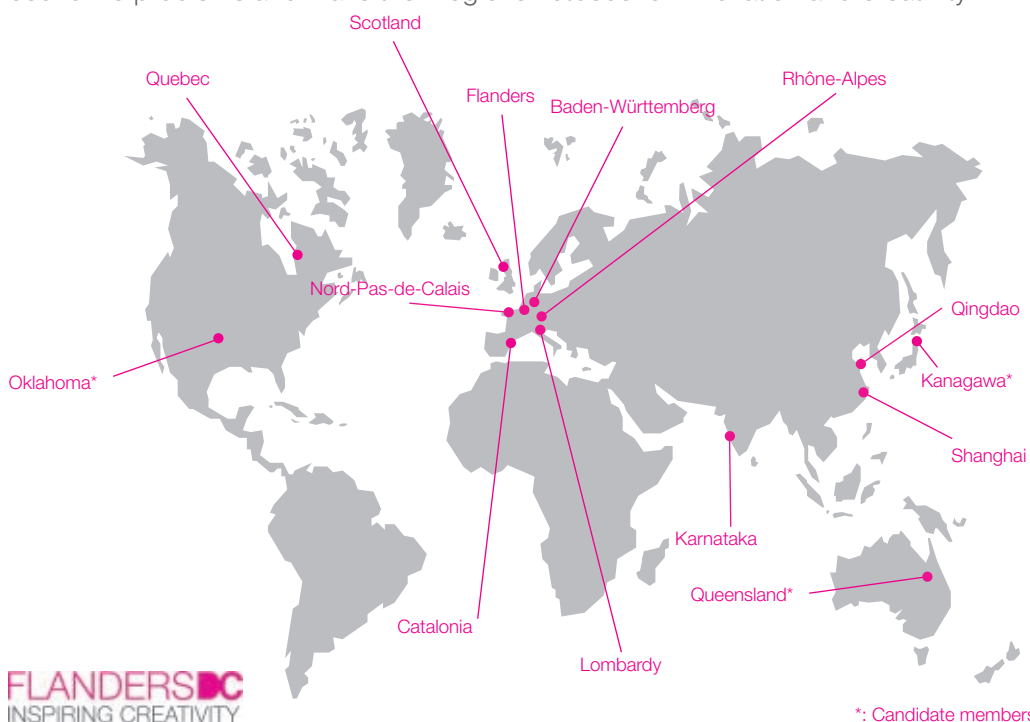 Scotland
Quebec
Rhône-Alpes
Flanders
Baden-Württemberg
Nord-Pas-de-Calais
Qingdao
Oklahoma*
Kanagawa*
Shanghai
Karnataka
Queensland*
Catalonia
Lombardy
FLANDERSDC
INSPIRING CREATIVITY
*: Candidate members